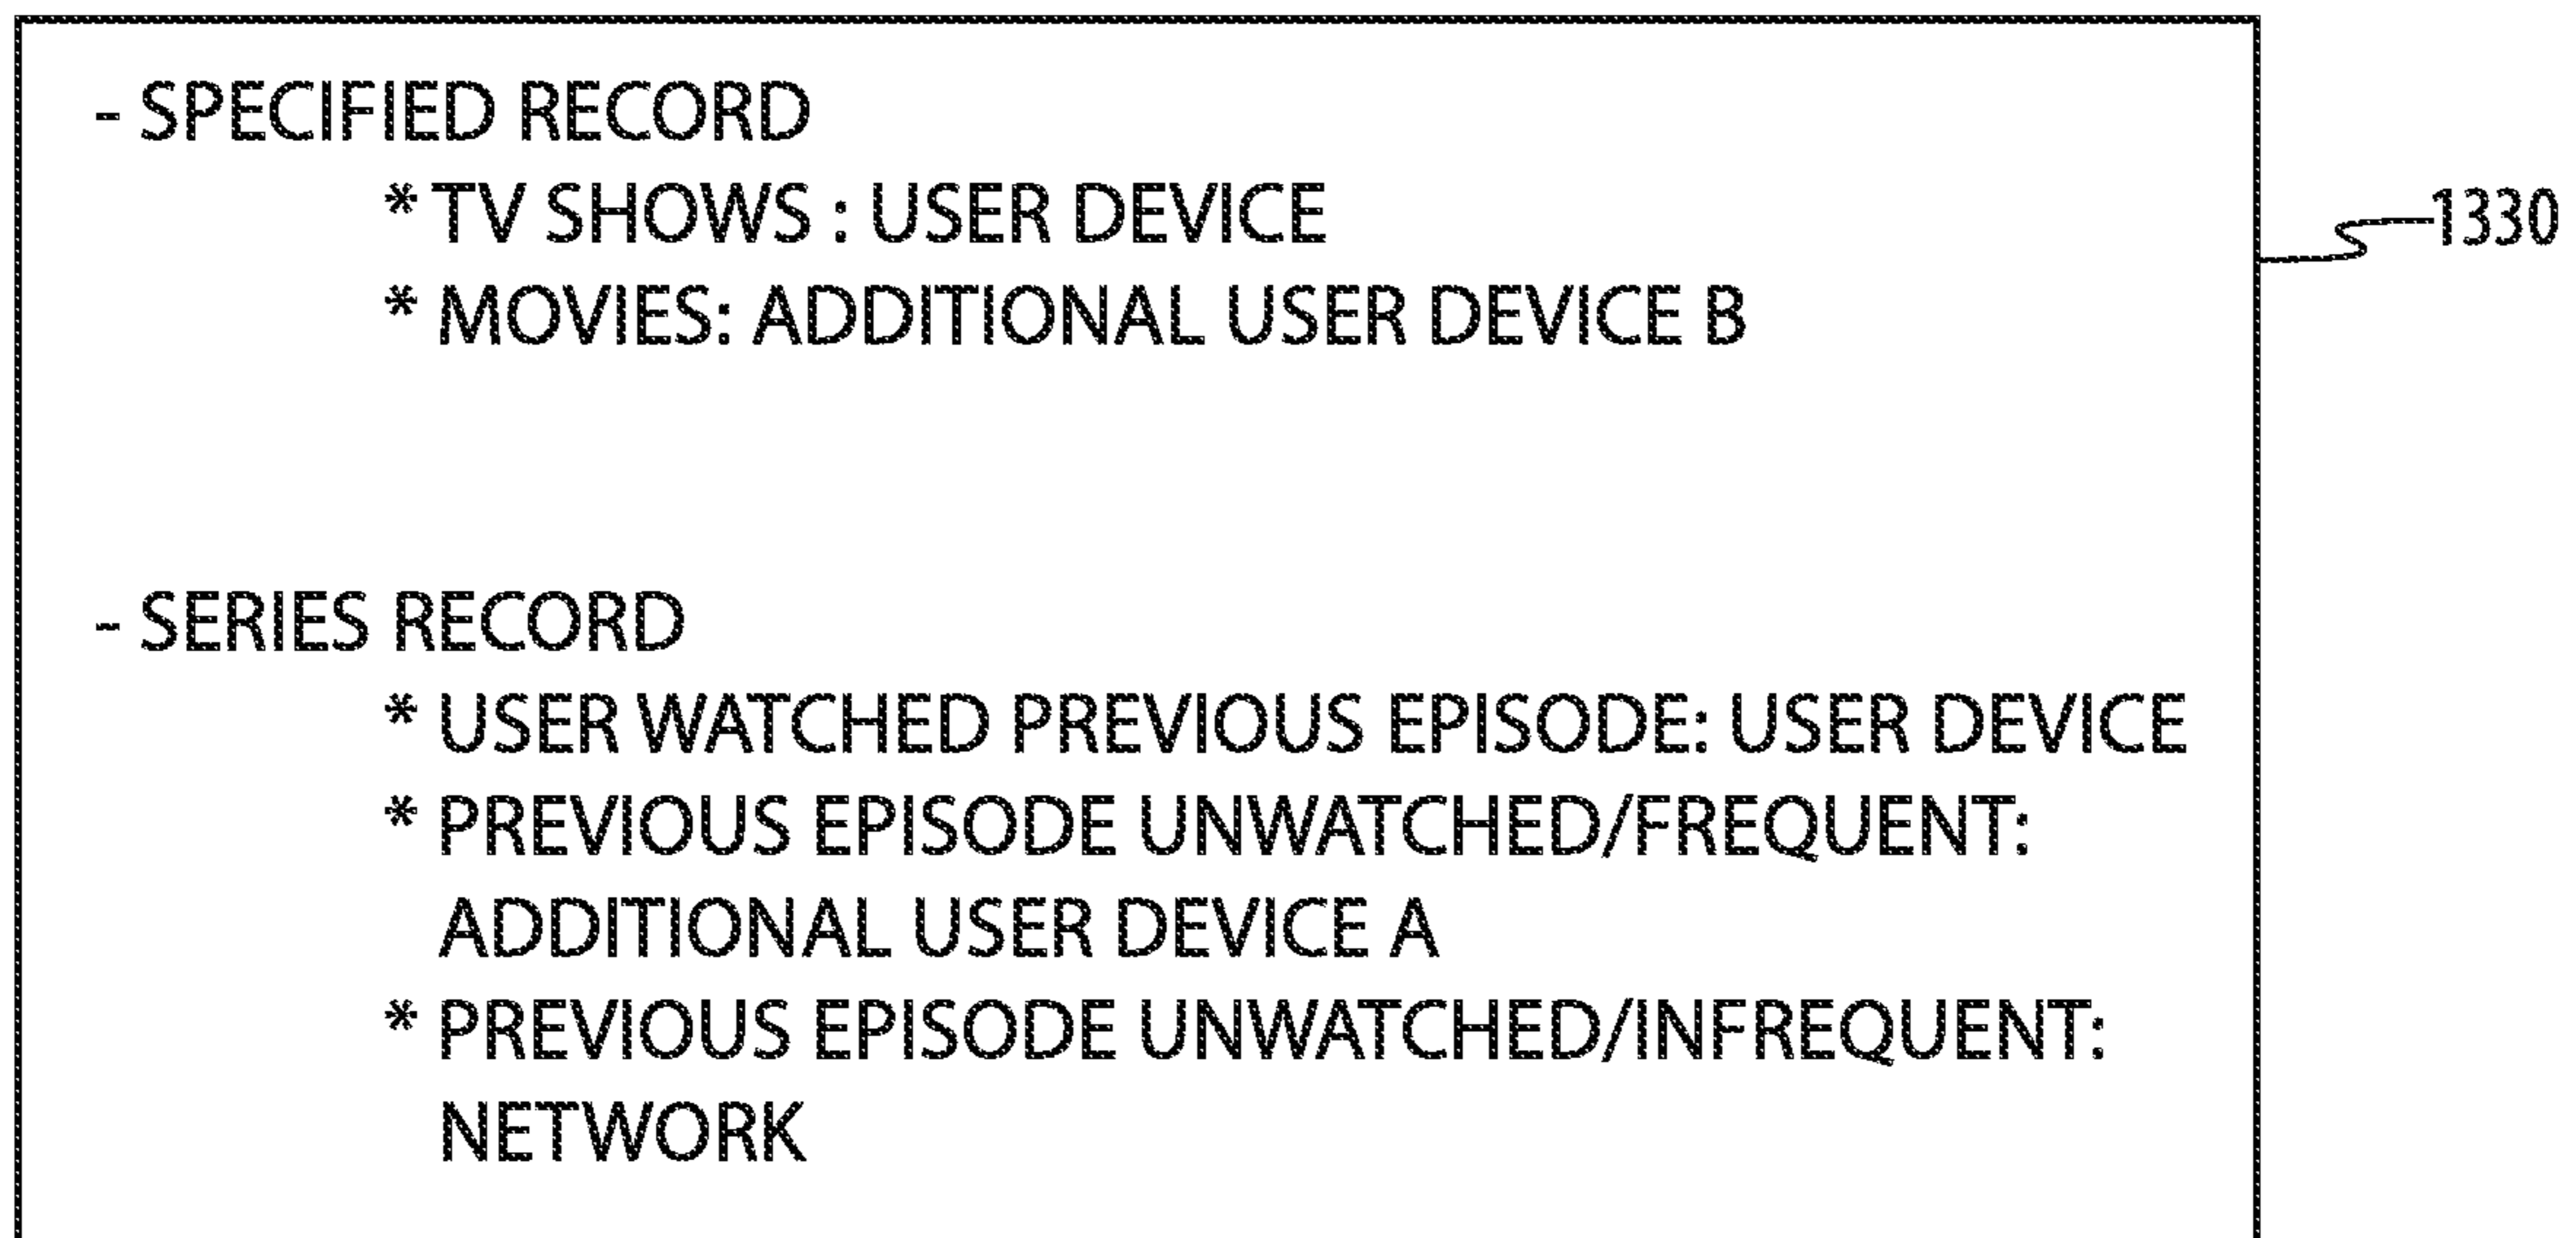 - SPECIFIED RECORD
* TV SHOWS : USER DEVICE
* MOVIES: ADDITIONAL USER DEVICE B
1330
- SERIES RECORD
* USER WATCHED PREVIOUS EPISODE: USER DEVICE
* PREVIOUS EPISODE UNWATCHED/FREQUENT:
ADDITIONAL USER DEVICE A
* PREVIOUS EPISODE UNWATCHED/INFREQUENT:
NETWORK